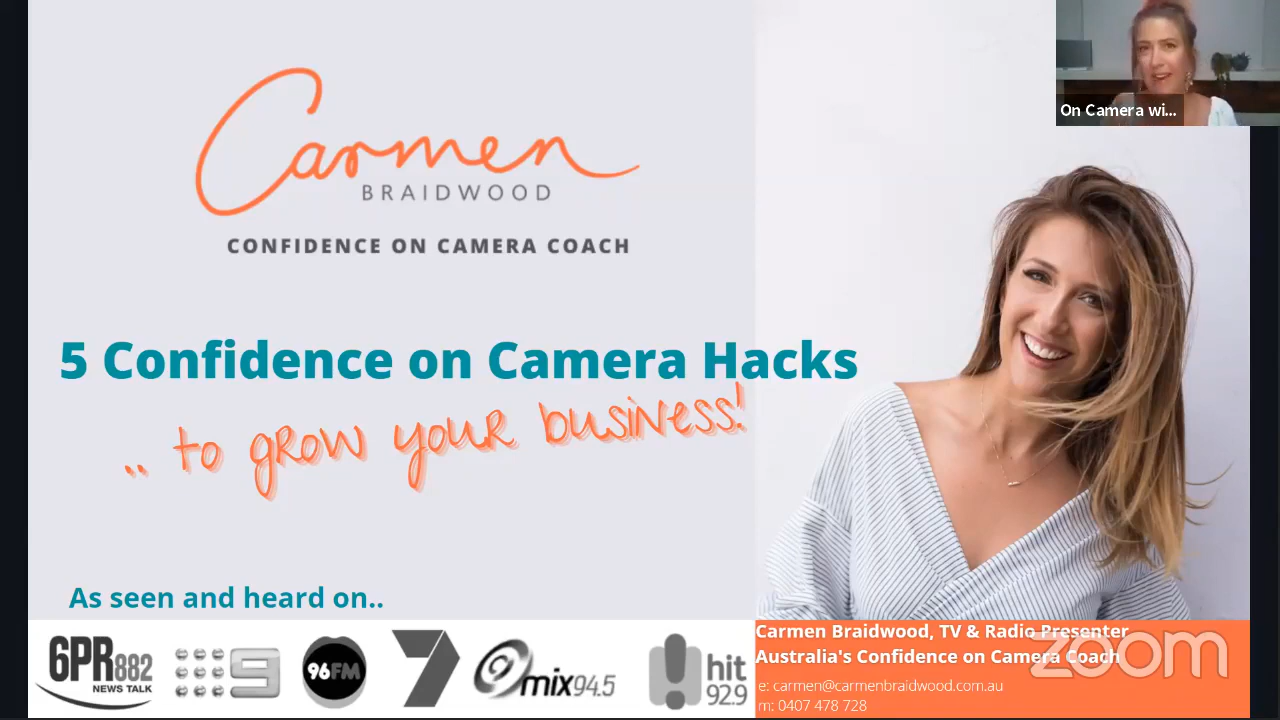 On Camera wi...
Carmen
BRAIDWOOD
CONFIDENCE ON CAMERA COACH
5 Confidence on Camera Hacks
.. to grow your business!
As seen and heard on..
6PR882
NEWS TALK
9
96FM
7
mix94.5
hit
92.9
Carmen Braidwood, TV & Radio Presenter
Australia's Confidence on Camera Coach
e: carmen@carmenbraidwood.com.au
m: 0407 478 728
zoom